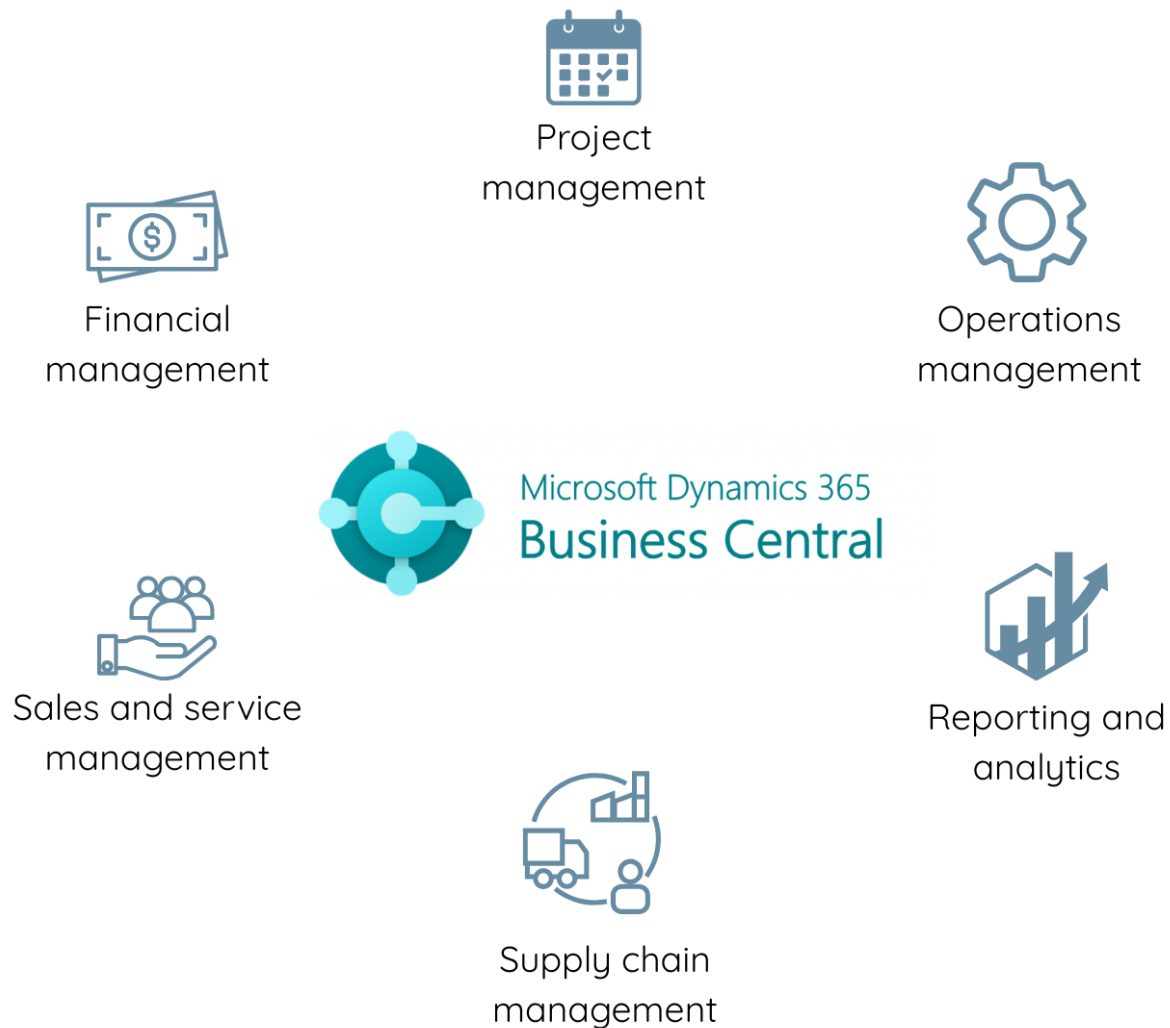 Project
management
Financial
management
Operations
management
Microsoft Dynamics 365
Business Central
Sales and service
management
Reporting and
analytics
Supply chain
management